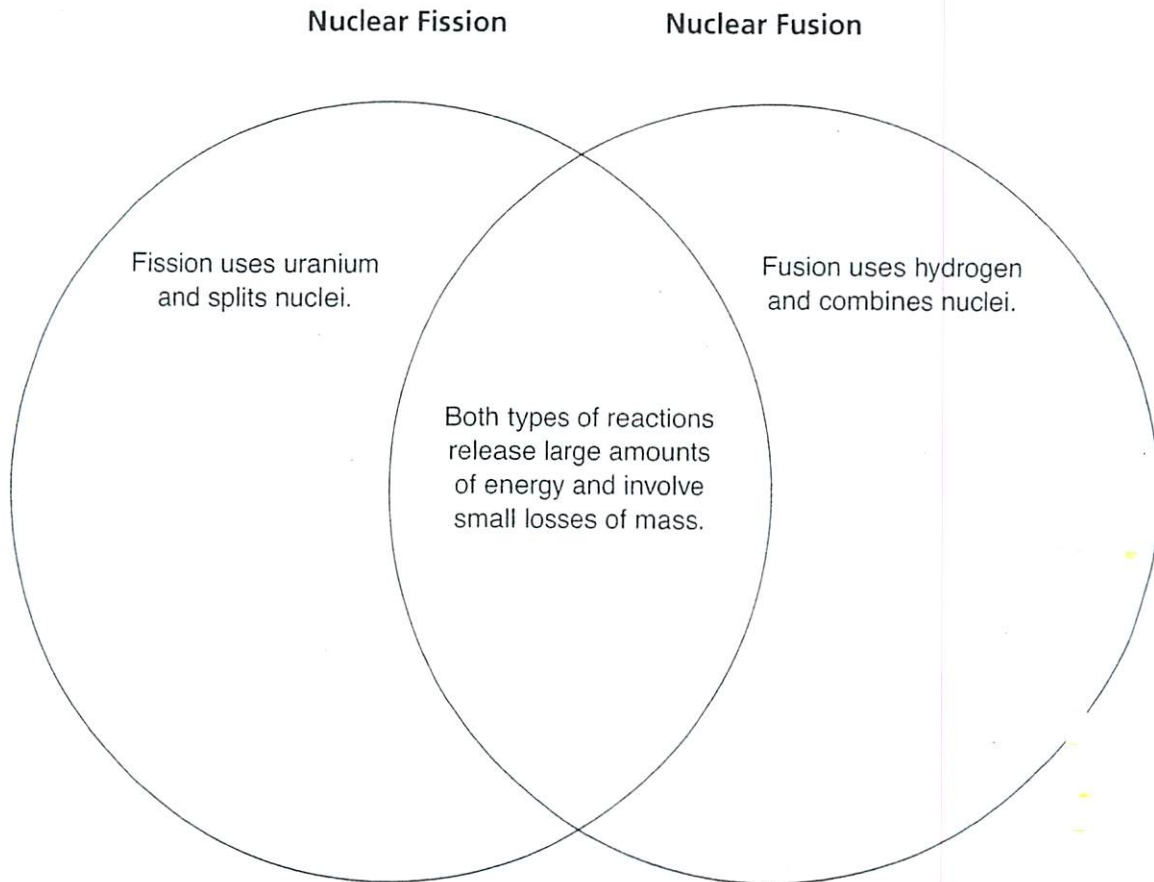 Nuclear Fission
Nuclear Fusion
Fission uses uranium
and splits nuclei.
Fusion uses hydrogen
and combines nuclei.
Both types of reactions
release large amounts
of energy and involve
small losses of mass.